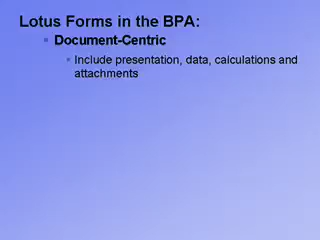 Lotus Forms in the BPA:
Document-Centric
Include presentation, data, calculations and
attachments